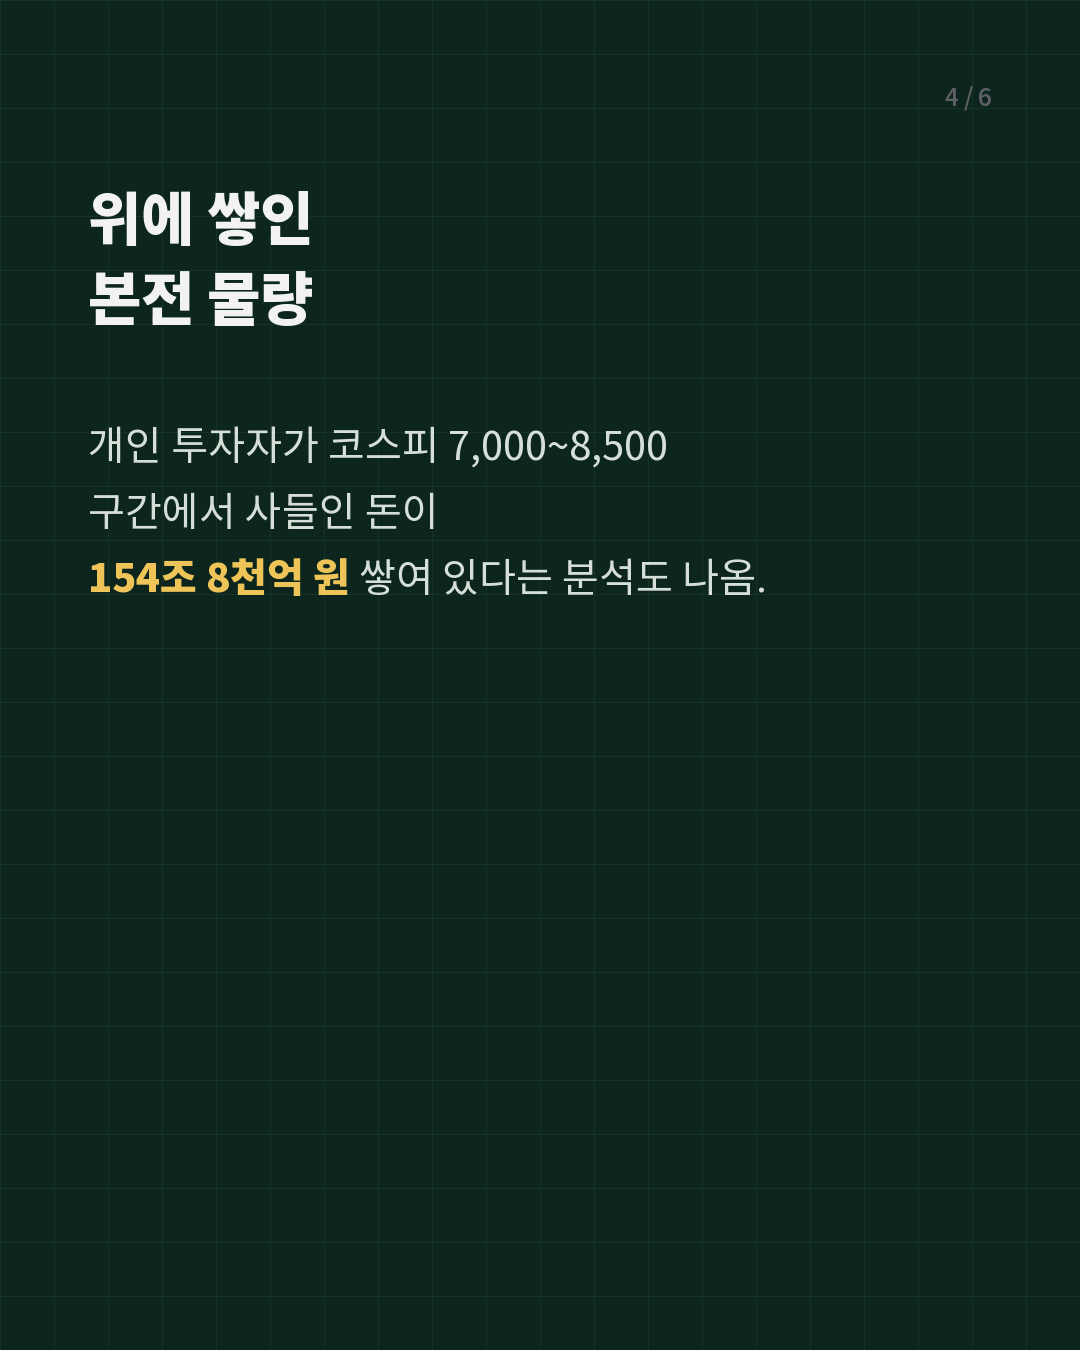 4 / 6
위에 쌓인
본전 물량
개인 투자자가 코스피 7,000~8,500
구간에서 사들인 돈이
154조 8천억 원 쌓여 있다는 분석도 나옴.